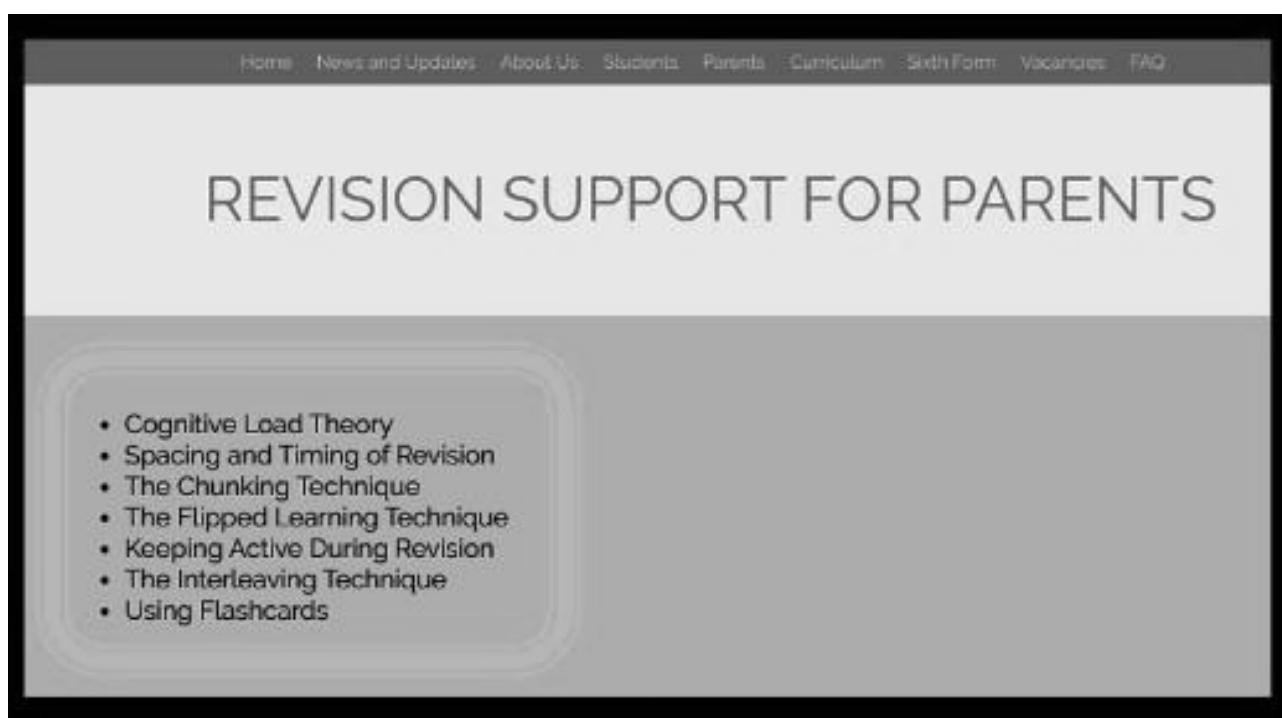 Home News and Updates About Us Students Parents Curriculum Sixth Form Vacancies FAQ
REVISION SUPPORT FOR PARENTS
• Cognitive Load Theory
• Spacing and Timing of Revision
• The Chunking Technique
• The Flipped Learning Technique
• Keeping Active During Revision
• The Interleaving Technique
• Using Flashcards